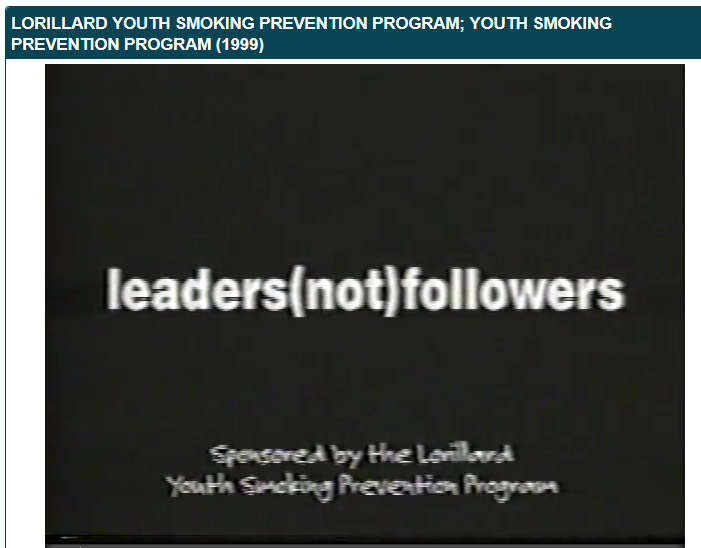 LORILLARD YOUTH SMOKING PREVENTION PROGRAM; YOUTH SMOKING
PREVENTION PROGRAM (1999)
leaders(not)followers
Sponsored by the Lorillard
Youth Smoking Prevention Program